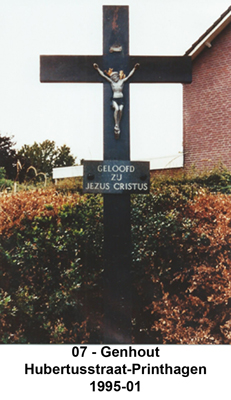 GELOOFD
ZIJ
JEZUS CRISTUS
07 - Genhout
Hubertusstraat-Printhagen
1995-01